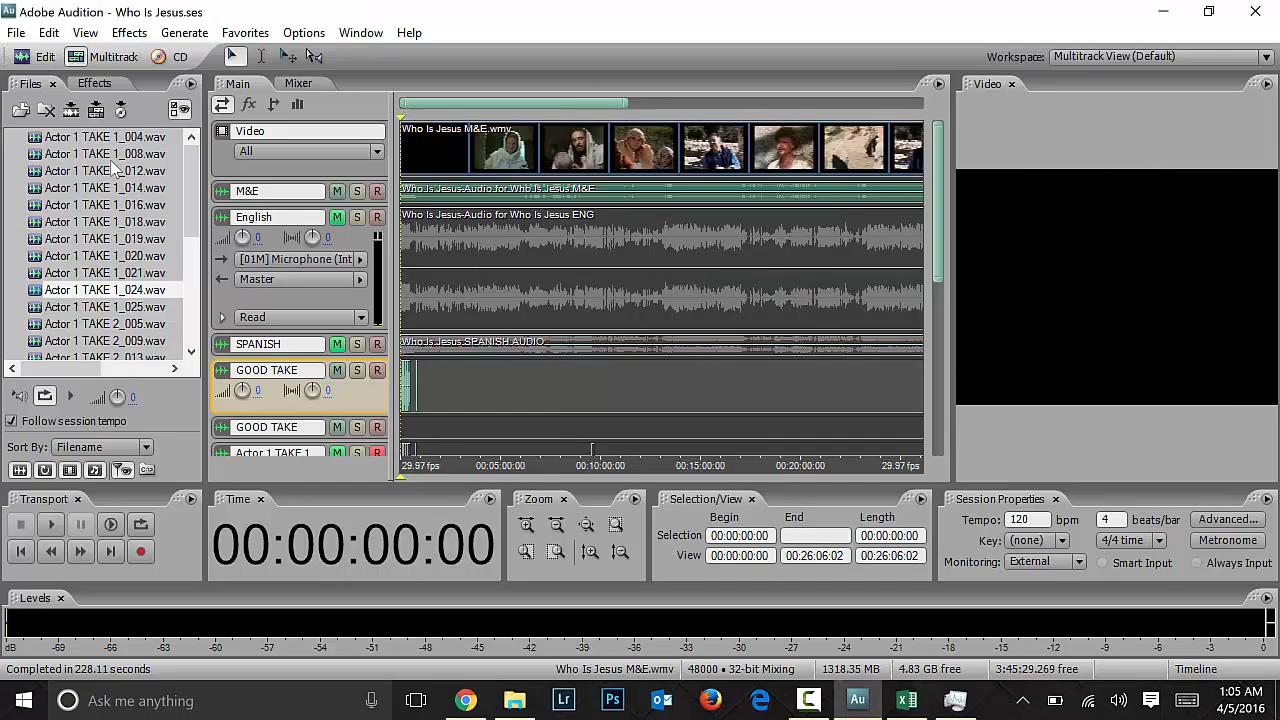 Au Adobe Audition - Who Is Jesus.ses
File Edit View Effects Generate Favorites Options Window Help
Edit Multitrack CD Workspace: Multitrack View (Default)
Files Effects Main Mixer Video
Actor 1 TAKE 1_004.wav
Actor 1 TAKE 1_008.wav
Actor 1 TAKE 1_012.wav
Actor 1 TAKE 1_014.wav
Actor 1 TAKE 1_016.wav
Actor 1 TAKE 1_018.wav
Actor 1 TAKE 1_019.wav
Actor 1 TAKE 1_020.wav
Actor 1 TAKE 1_021.wav
Actor 1 TAKE 1_024.wav
Actor 1 TAKE 1_025.wav
Actor 1 TAKE 2_005.wav
Actor 1 TAKE 2_009.wav
Actor 1 TAKE 2_013.wav
0
Follow session tempo
Sort By: Filename
fx
Video
All
Who Is Jesus M&E.wmv
M&E M S R
Who Is Jesus-Audio for Who Is Jesus M&E
English M S R
Who Is Jesus-Audio for Who Is Jesus ENG
0 0
[01M] Microphone (Int
Master
Read
SPANISH M S R
Who Is Jesus SPANISH AUDIO
GOOD TAKE M S R
0 0
GOOD TAKE M S R
Actor 1 TAKE 1 M S R
29.97 fps 00:05:00:00 00:10:00:00 00:15:00:00 00:20:00:00 29.97 fps
Transport Time Zoom Selection/View Session Properties
00:00:00:00
Begin End Length
Selection 00:00:00:00 00:00:00:00
View 00:00:00:00 00:26:06:02 00:26:06:02
Tempo: 120 bpm 4 beats/bar Advanced...
Key: (none) 4/4 time Metronome
Monitoring: External Smart Input Always Input
Levels
dB -69 -66 -63 -60 -57 -54 -51 -48 -45 -42 -39 -36 -33 -30 -27 -24 -21 -18 -15 -12 -9 -6 -3 0
Completed in 228.11 seconds Who Is Jesus M&E.wmv 48000 • 32-bit Mixing 1318.35 MB 4.83 GB free 3:45:29.269 free Timeline
Ask me anything Lr Ps Au 1:05 AM
4/5/2016